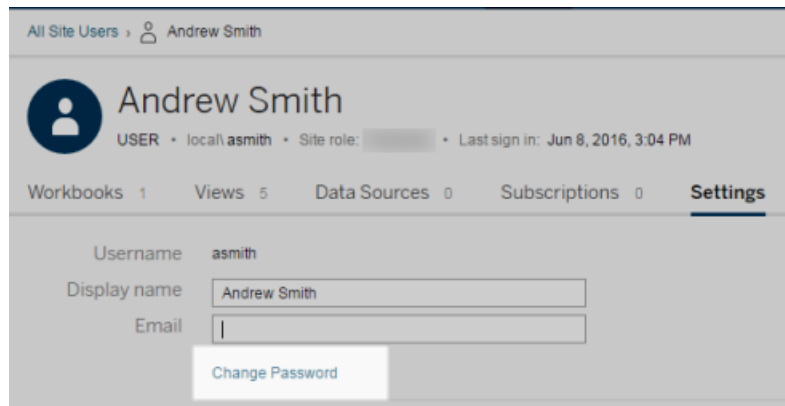 All Site Users › Andrew Smith
Andrew Smith
USER • local\asmith • Site role: • Last sign in: Jun 8, 2016, 3:04 PM
Workbooks 1 Views 5 Data Sources 0 Subscriptions 0 Settings
Username asmith
Display name Andrew Smith
Email
Change Password